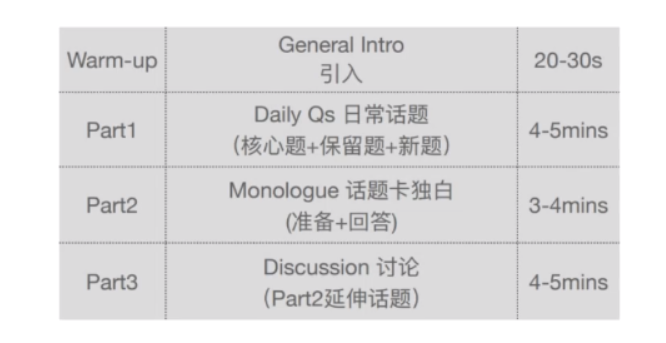 Warm-up
General Intro
引入
20-30s
Part1
Daily Qs 日常话题
（核心题+保留题+新题）
4-5mins
Part2
Monologue 话题卡独白
(准备+回答)
3-4mins
Part3
Discussion 讨论
（Part2延伸话题）
4-5mins